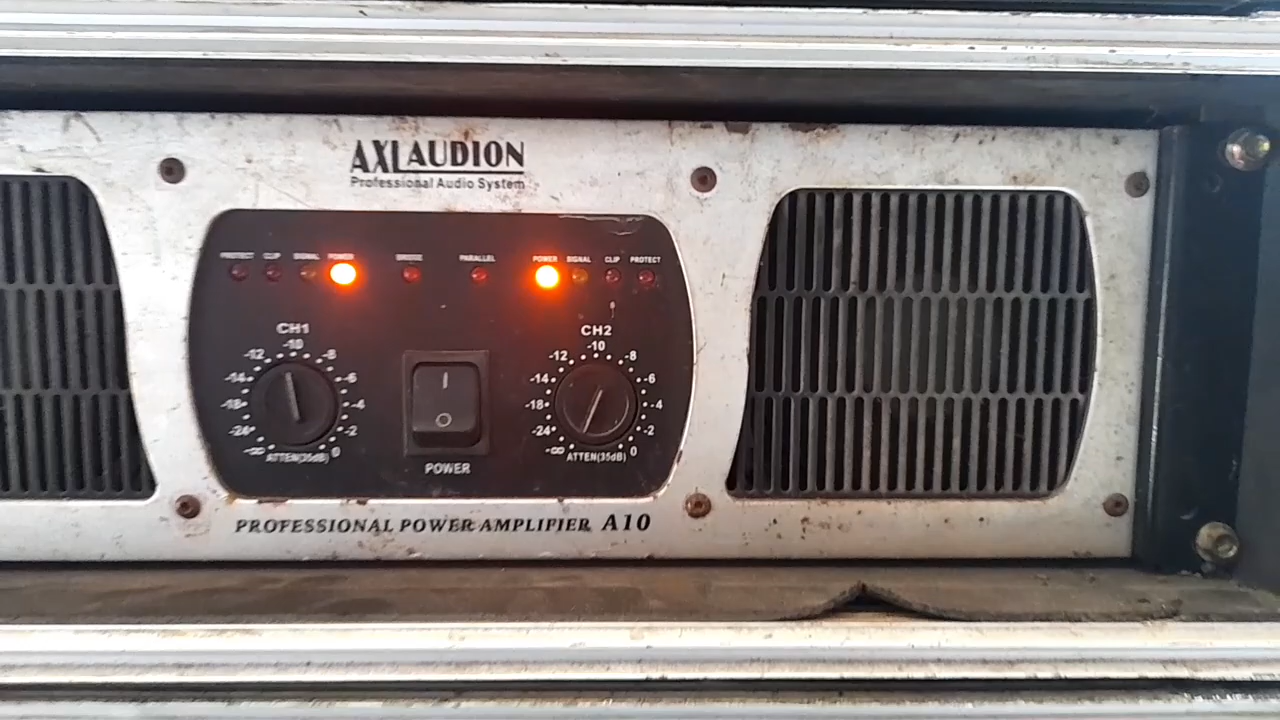 AXLAUDION
Professional Audio System
PROTECT CLIP SIGNAL POWER BRIDGE PARALLEL POWER SIGNAL CLIP PROTECT
CH1
-∞ -24 -18 -14 -12 -10 -8 -6 -4 -2 0
ATTEN(35dB)
I
O
POWER
CH2
-∞ -24 -18 -14 -12 -10 -8 -6 -4 -2 0
ATTEN(35dB)
PROFESSIONAL POWER AMPLIFIER A10